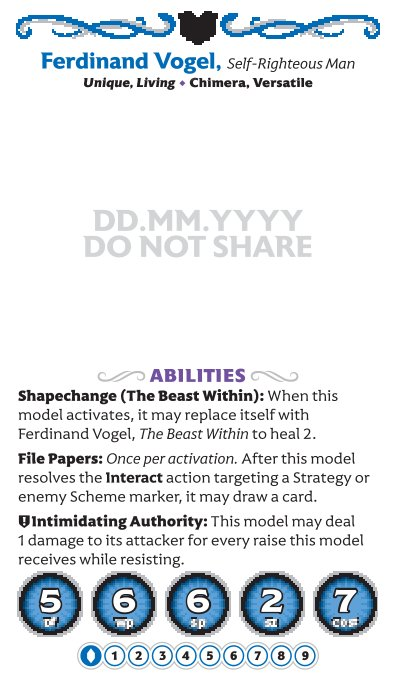 Ferdinand Vogel, Self-Righteous Man
Unique, Living ♦ Chimera, Versatile
DD.MM.YYYY
DO NOT SHARE
ABILITIES
Shapechange (The Beast Within): When this
model activates, it may replace itself with
Ferdinand Vogel, The Beast Within to heal 2.
File Papers: Once per activation. After this model
resolves the Interact action targeting a Strategy or
enemy Scheme marker, it may draw a card.
Intimidating Authority: This model may deal
1 damage to its attacker for every raise this model
receives while resisting.
5 6 6 2 7
Df Wp Sp Sz Cost
1 2 3 4 5 6 7 8 9